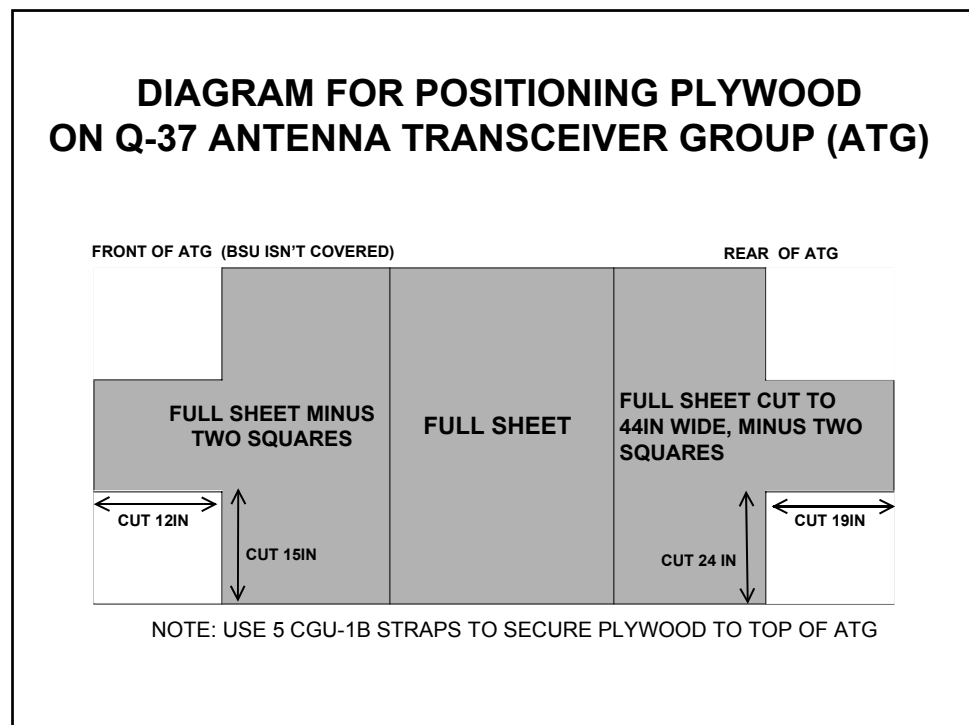 DIAGRAM FOR POSITIONING PLYWOOD
ON Q-37 ANTENNA TRANSCEIVER GROUP (ATG)
FRONT OF ATG (BSU ISN’T COVERED)
REAR OF ATG
FULL SHEET MINUS
TWO SQUARES
FULL SHEET
FULL SHEET CUT TO
44IN WIDE, MINUS TWO
SQUARES
CUT 12IN
CUT 15IN
CUT 24 IN
CUT 19IN
NOTE: USE 5 CGU-1B STRAPS TO SECURE PLYWOOD TO TOP OF ATG